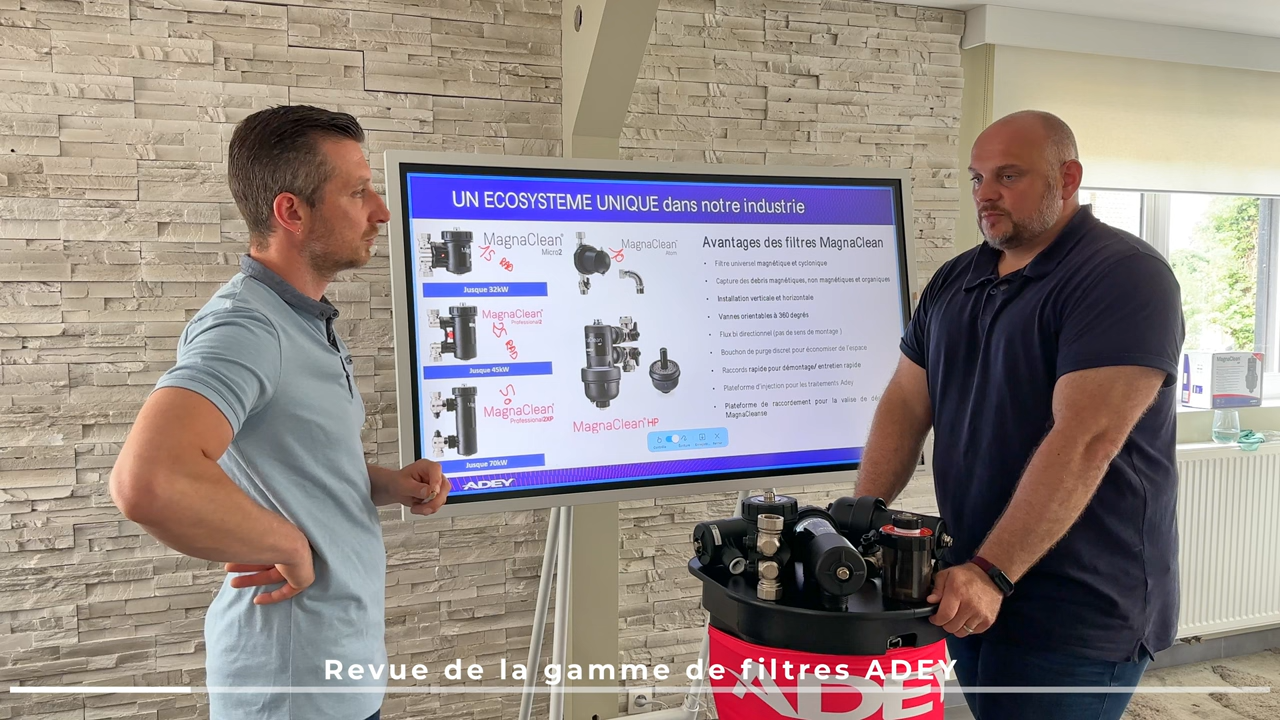 UN ECOSYSTEME UNIQUE dans notre industrie
MagnaClean
Micro2
Jusque 32kW
MagnaClean
Professional2
Jusque 45kW
MagnaClean
Professional2XP
Jusque 70kW
MagnaClean
Atom
MagnaClean HP
Avantages des filtres MagnaClean
Filtre universel magnétique et cyclonique
Capture des debris magnétiques, non magnétiques et organiques
Installation verticale et horizontale
Vannes orientables à 360 degrés
Flux bi directionnel (pas de sens de montage )
Bouchon de purge discret pour économiser de l'espace
Raccords rapide pour démontage/ entretien rapide
Plateforme d'injection pour les traitements Adey
Plateforme de raccordement pour la valise de
MagnaCleanse
ADEY
MagnaClean
ADEY
Revue de la gamme de filtres ADEY